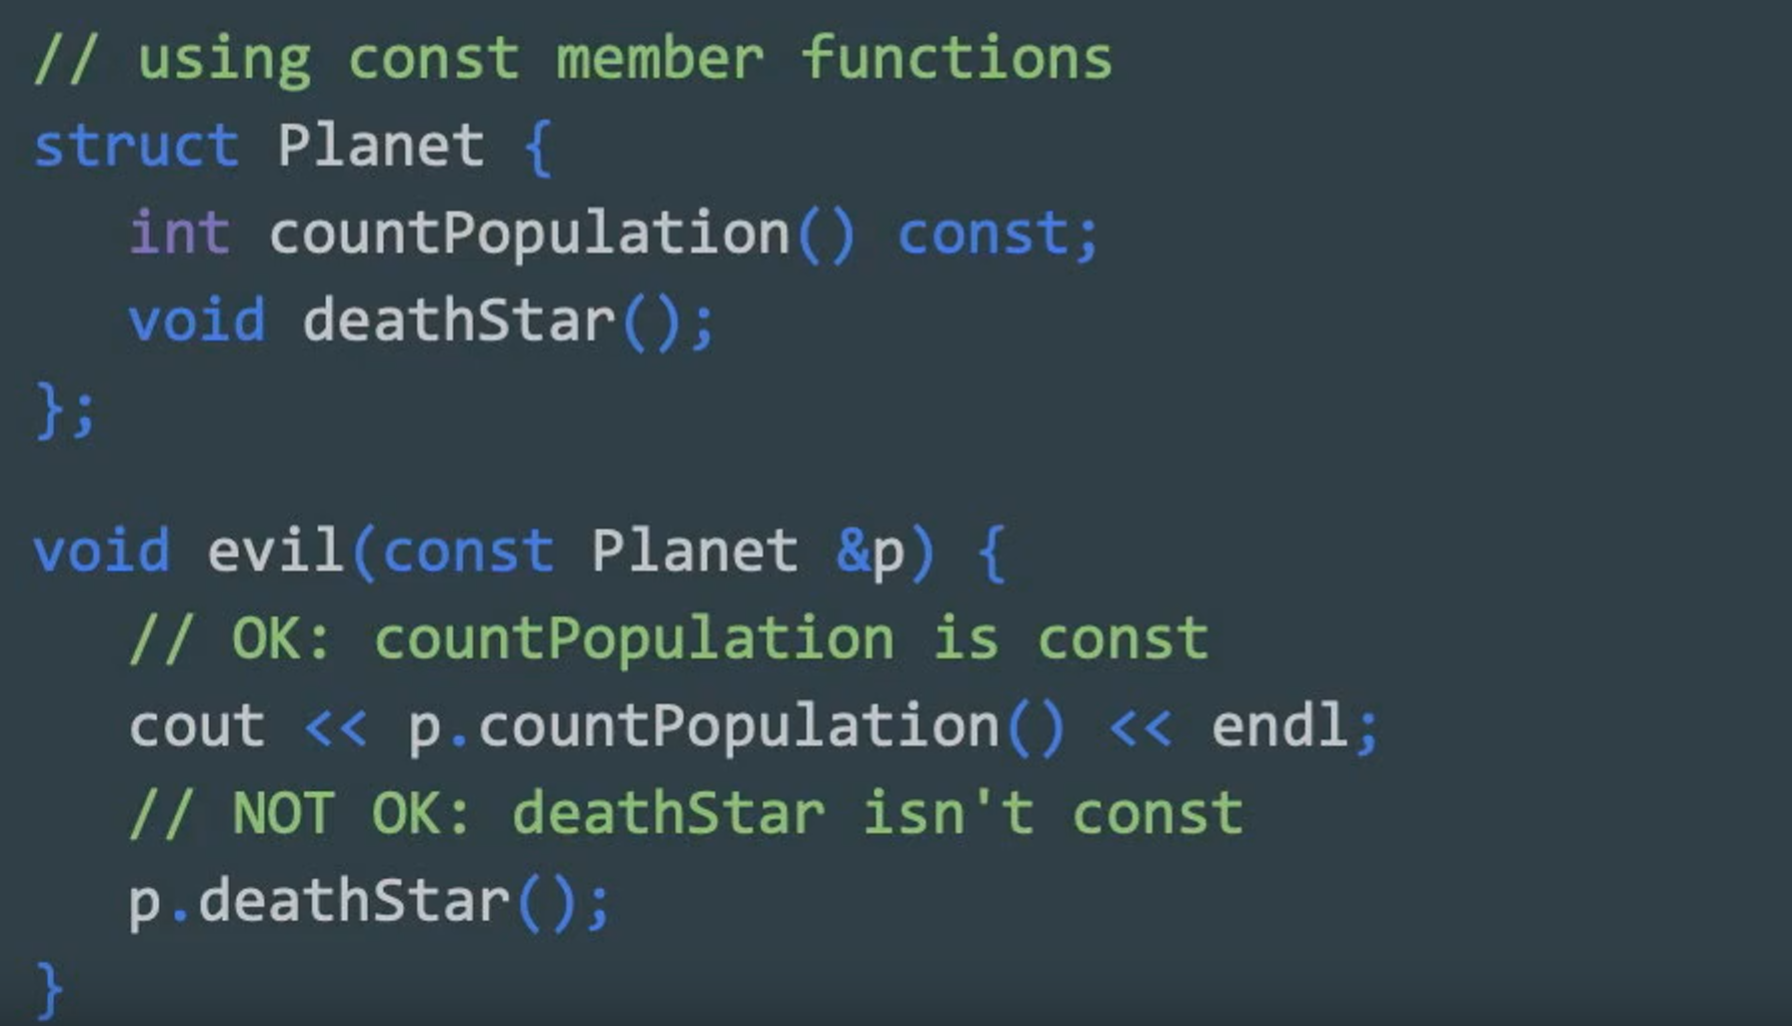 // using const member functions
struct Planet {
int countPopulation() const;
void deathStar();
};
void evil(const Planet &p) {
// OK: countPopulation is const
cout << p.countPopulation() << endl;
// NOT OK: deathStar isn't const
p.deathStar();
}